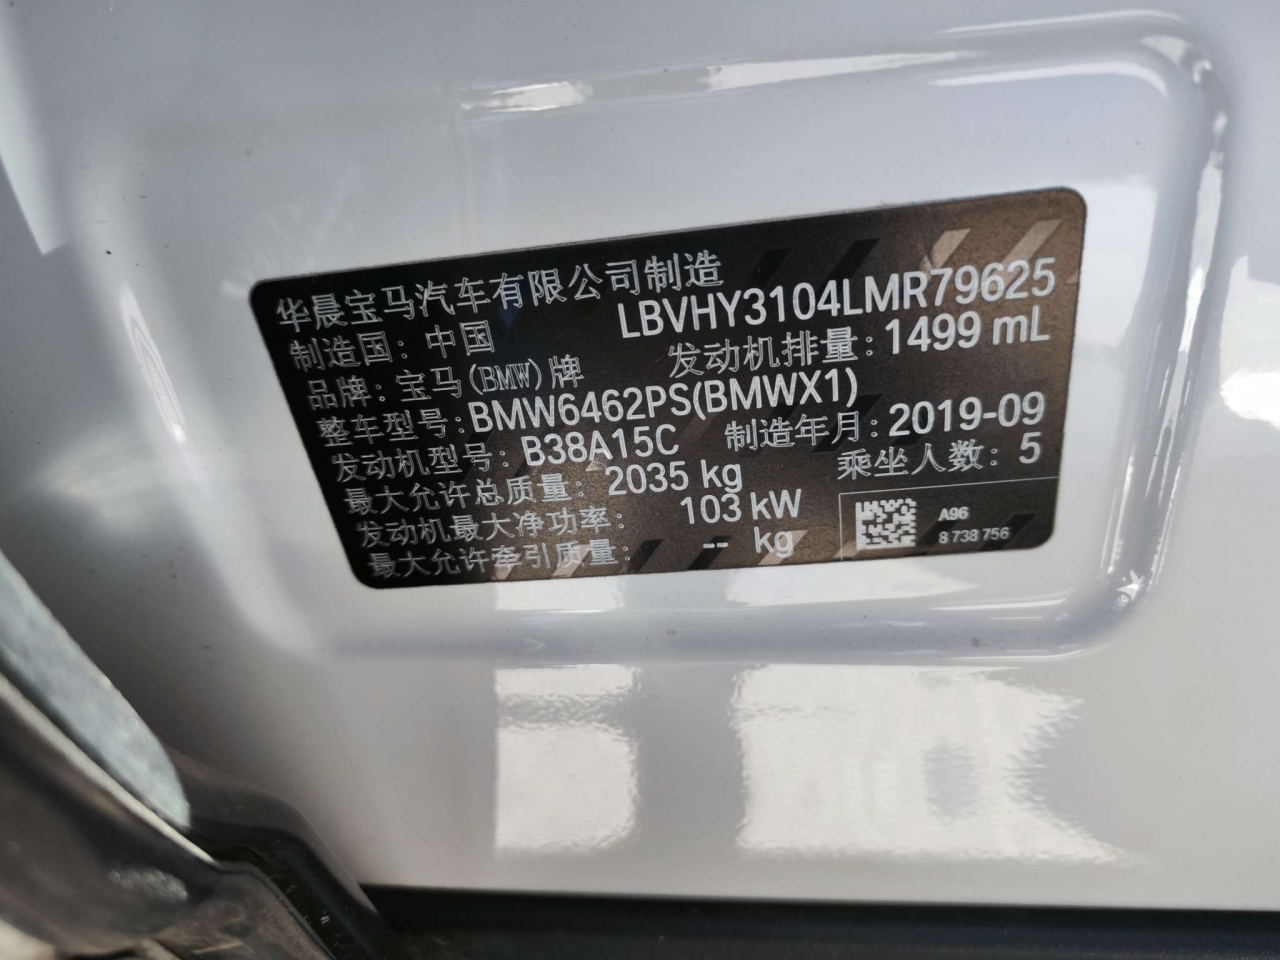 华晨宝马汽车有限公司制造
制造国：中国 LBVHY3104LMR79625
品牌：宝马(BMW)牌 发动机排量：1499 mL
整车型号：BMW6462PS(BMWX1)
发动机型号：B38A15C 制造年月：2019-09
最大允许总质量：2035 kg 乘坐人数：5
发动机最大净功率：103 kW
最大允许牵引质量：-- kg
A96
8 738 756